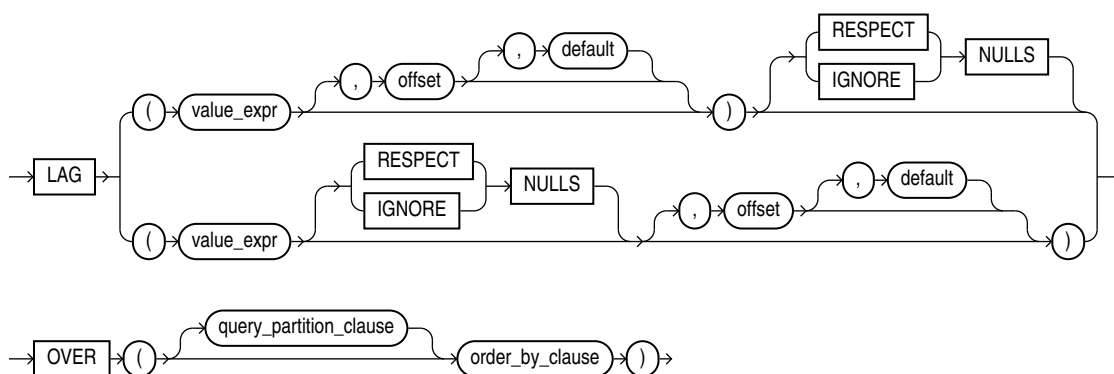 RESPECT
, default
, offset IGNORE NULLS
( value_expr )
RESPECT
LAG NULLS , default
IGNORE , offset
( value_expr )
query_partition_clause
OVER ( order_by_clause )